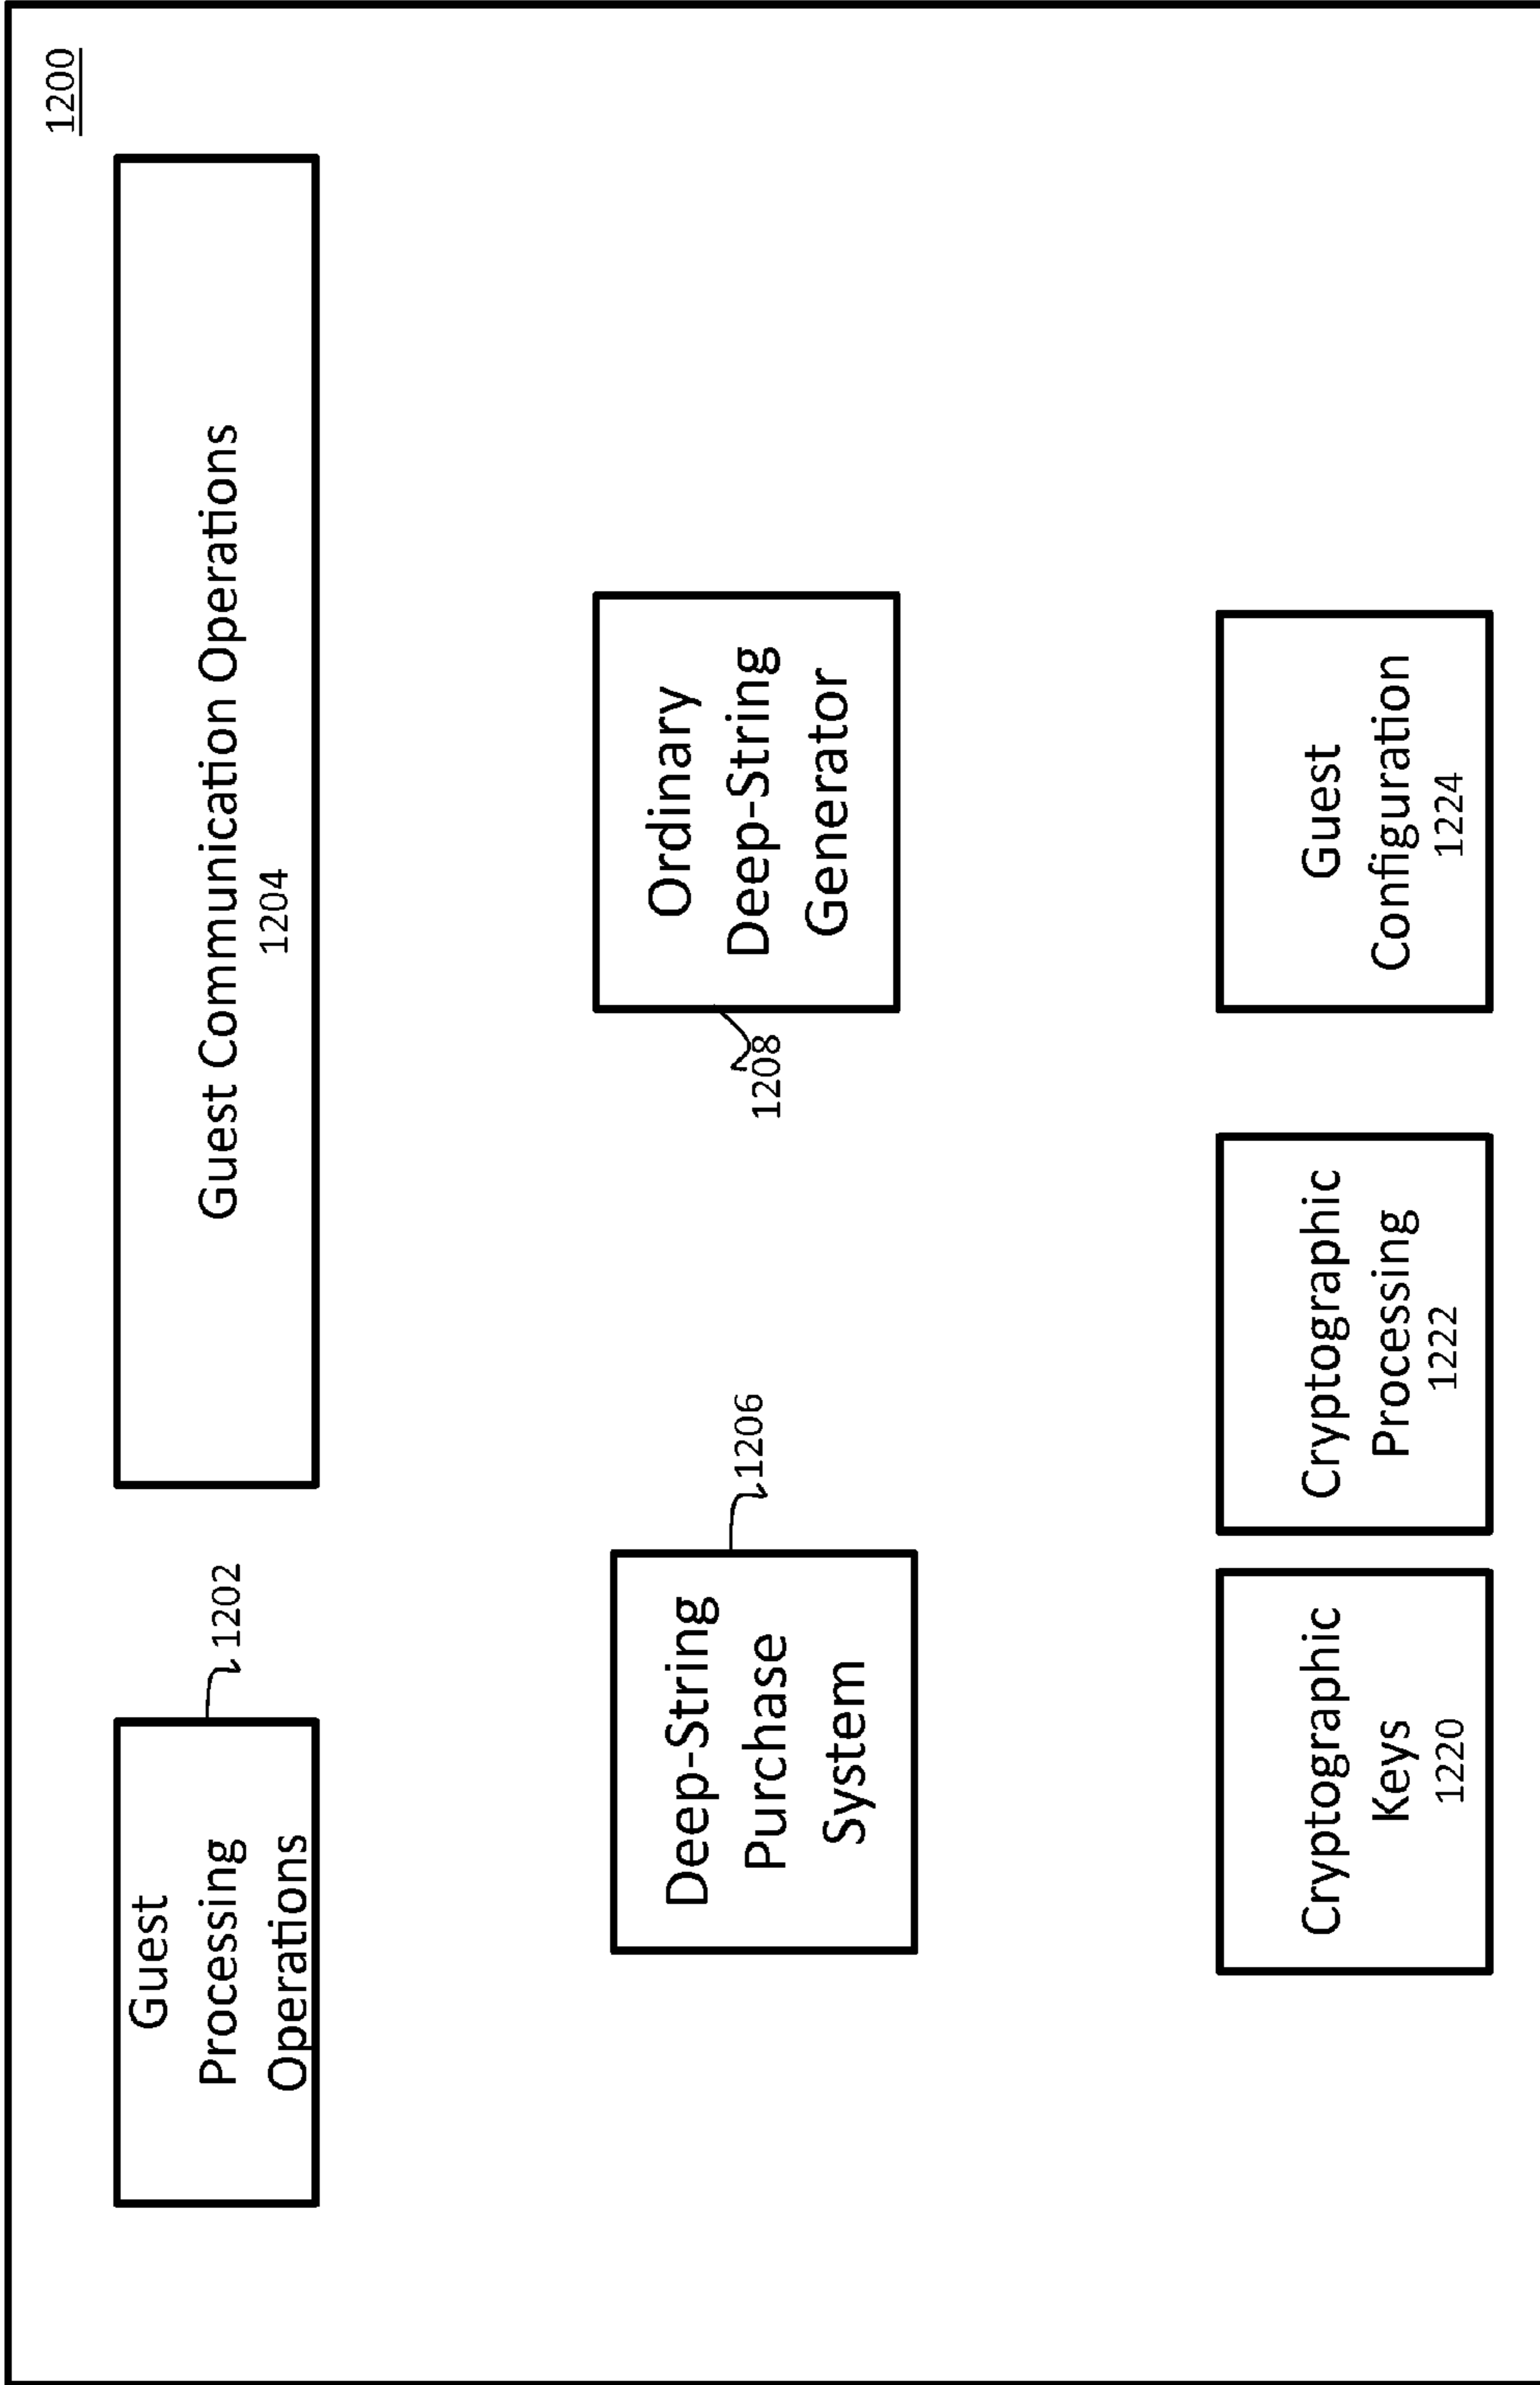 1200
Guest
Processing
Operations
1202
Guest Communication Operations
1204
Deep-String
Purchase
System
1206
Ordinary
Deep-String
Generator
1208
Cryptographic
Keys
1220
Cryptographic
Processing
1222
Guest
Configuration
1224